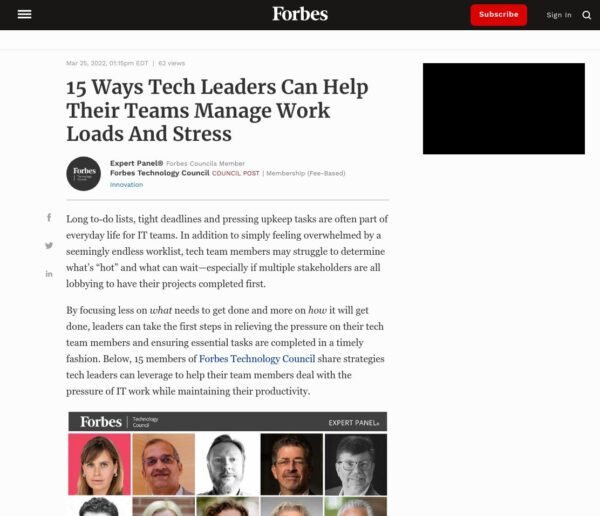 Forbes
Subscribe
Sign In
Mar 25, 2022, 01:15pm EDT | 62 views
15 Ways Tech Leaders Can Help
Their Teams Manage Work
Loads And Stress
Forbes
Technology
Council
Expert Panel® Forbes Councils Member
Forbes Technology Council COUNCIL POST | Membership (Fee-Based)
Innovation
Long to-do lists, tight deadlines and pressing upkeep tasks are often part of
everyday life for IT teams. In addition to simply feeling overwhelmed by a
seemingly endless worklist, tech team members may struggle to determine
what's “hot” and what can wait—especially if multiple stakeholders are all
lobbying to have their projects completed first.
By focusing less on what needs to get done and more on how it will get
done, leaders can take the first steps in relieving the pressure on their tech
team members and ensuring essential tasks are completed in a timely
fashion. Below, 15 members of Forbes Technology Council share strategies
tech leaders can leverage to help their team members deal with the
pressure of IT work while maintaining their productivity.
Forbes | Technology Council
EXPERT PANEL®